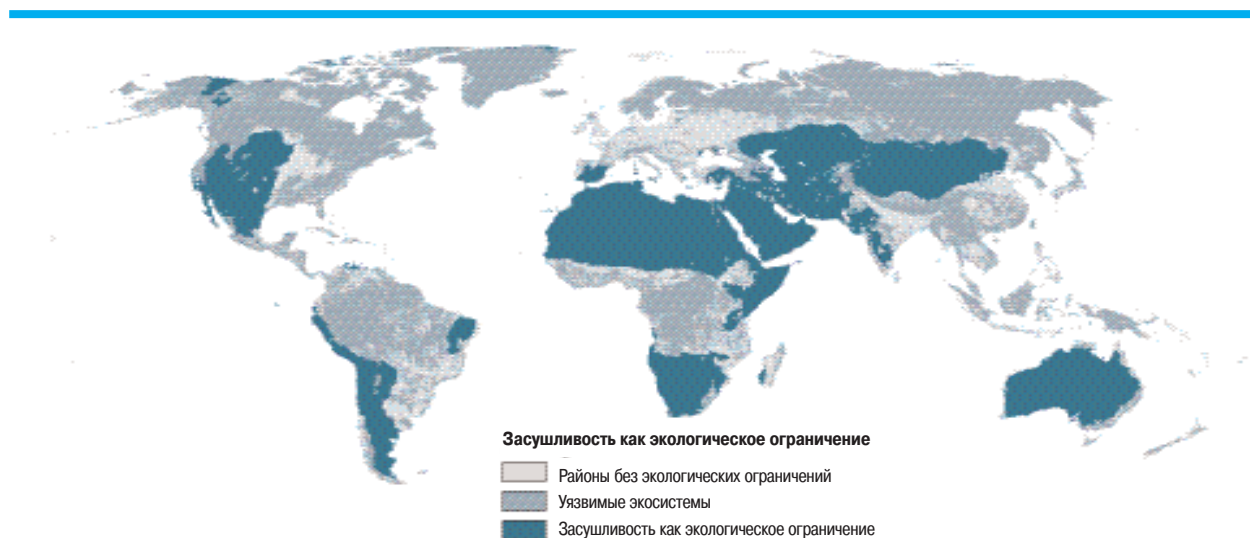 Засушливость как экологическое ограничение
Районы без экологических ограничений
Уязвимые экосистемы
Засушливость как экологическое ограничение